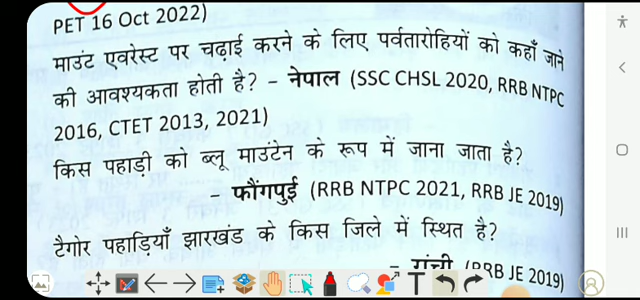 PET 16 Oct 2022)
माउंट एवरेस्ट पर चढ़ाई करने के लिए पर्वतारोहियों को कहाँ जाने
की आवश्यकता होती है? – नेपाल (SSC CHSL 2020, RRB NTPC
2016, CTET 2013, 2021)
किस पहाड़ी को ब्लू माउंटेन के रूप में जाना जाता है?
फौंगपुई (RRB NTPC 2021, RRB JE 2019)
टैगोर पहाड़ियाँ झारखंड के किस जिले में स्थित है?
– रांची (RRB JE 2019)